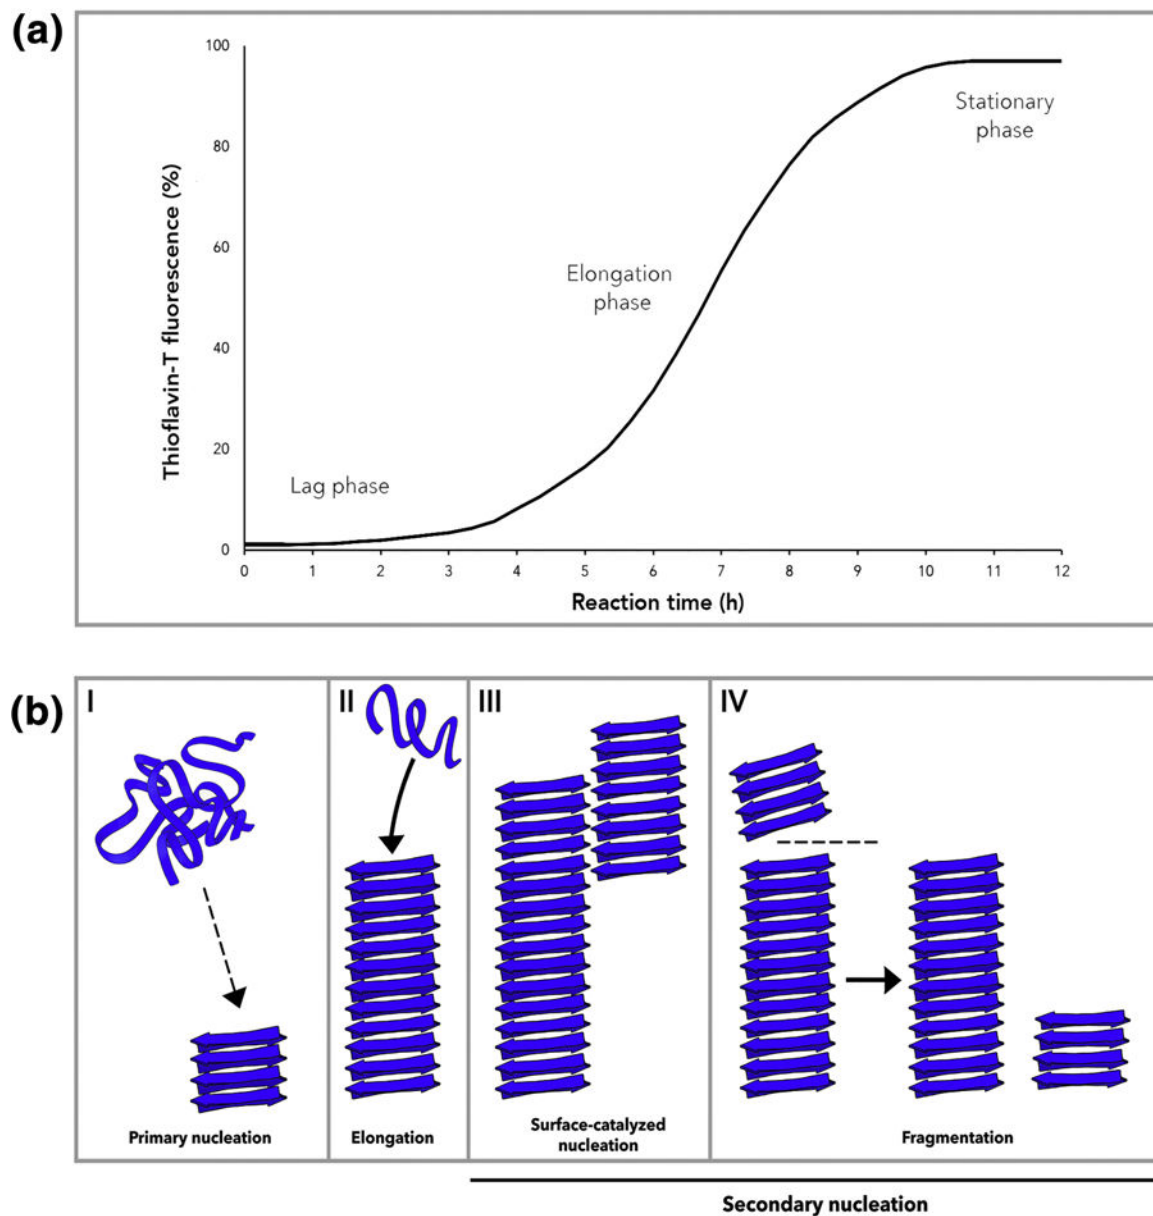 (a)
100
80
60
40
20
0
Thioflavin-T fluorescence (%)
Lag phase
Elongation
phase
Stationary
phase
0 1 2 3 4 5 6 7 8 9 10 11 12
Reaction time (h)
(b)
I
II
III
IV
Primary nucleation
Elongation
Surface-catalyzed
nucleation
Fragmentation
Secondary nucleation